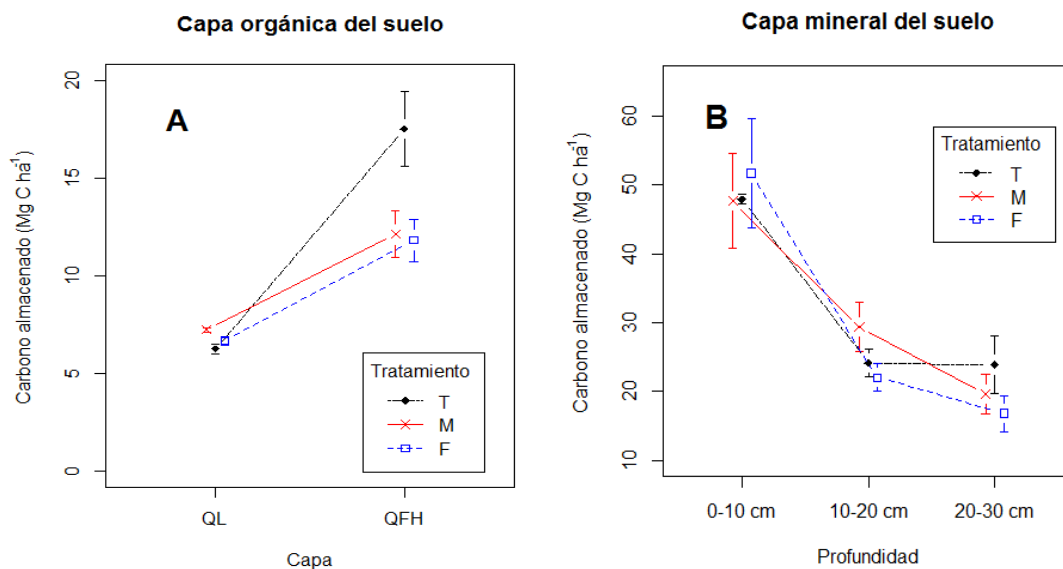 Capa orgánica del suelo
A
Carbono almacenado (Mg C há⁻¹)
20
15
10
5
0
Tratamiento
T
M
F
QL
QFH
Capa
Capa mineral del suelo
B
Carbono almacenado (Mg C há⁻¹)
60
50
40
30
20
10
Tratamiento
T
M
F
0-10 cm
10-20 cm
20-30 cm
Profundidad